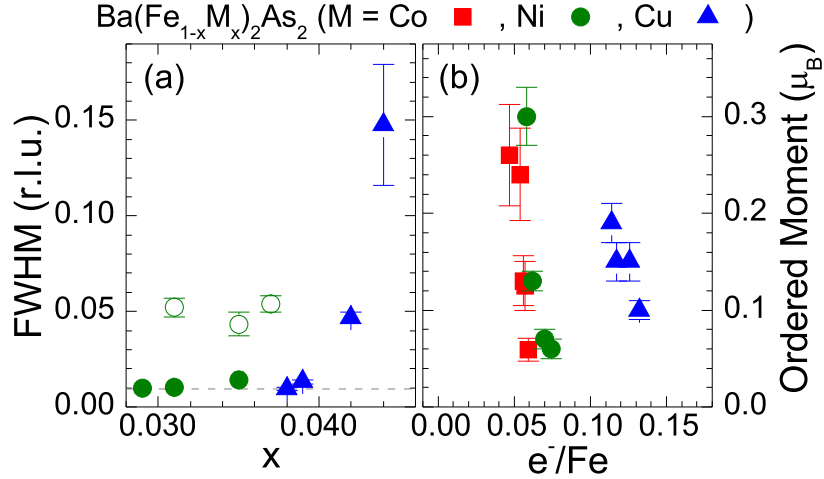 Ba(Fe₁₋ₓMₓ)₂As₂ (M = Co ■ , Ni ● , Cu ▲ )
(a)
(b)
0.15
0.10
0.05
0.00
FWHM (r.l.u.)
0.030
0.040
x
0.3
0.2
0.1
0.0
Ordered Moment (μ_B)
0.00
0.05
0.10
0.15
e⁻/Fe